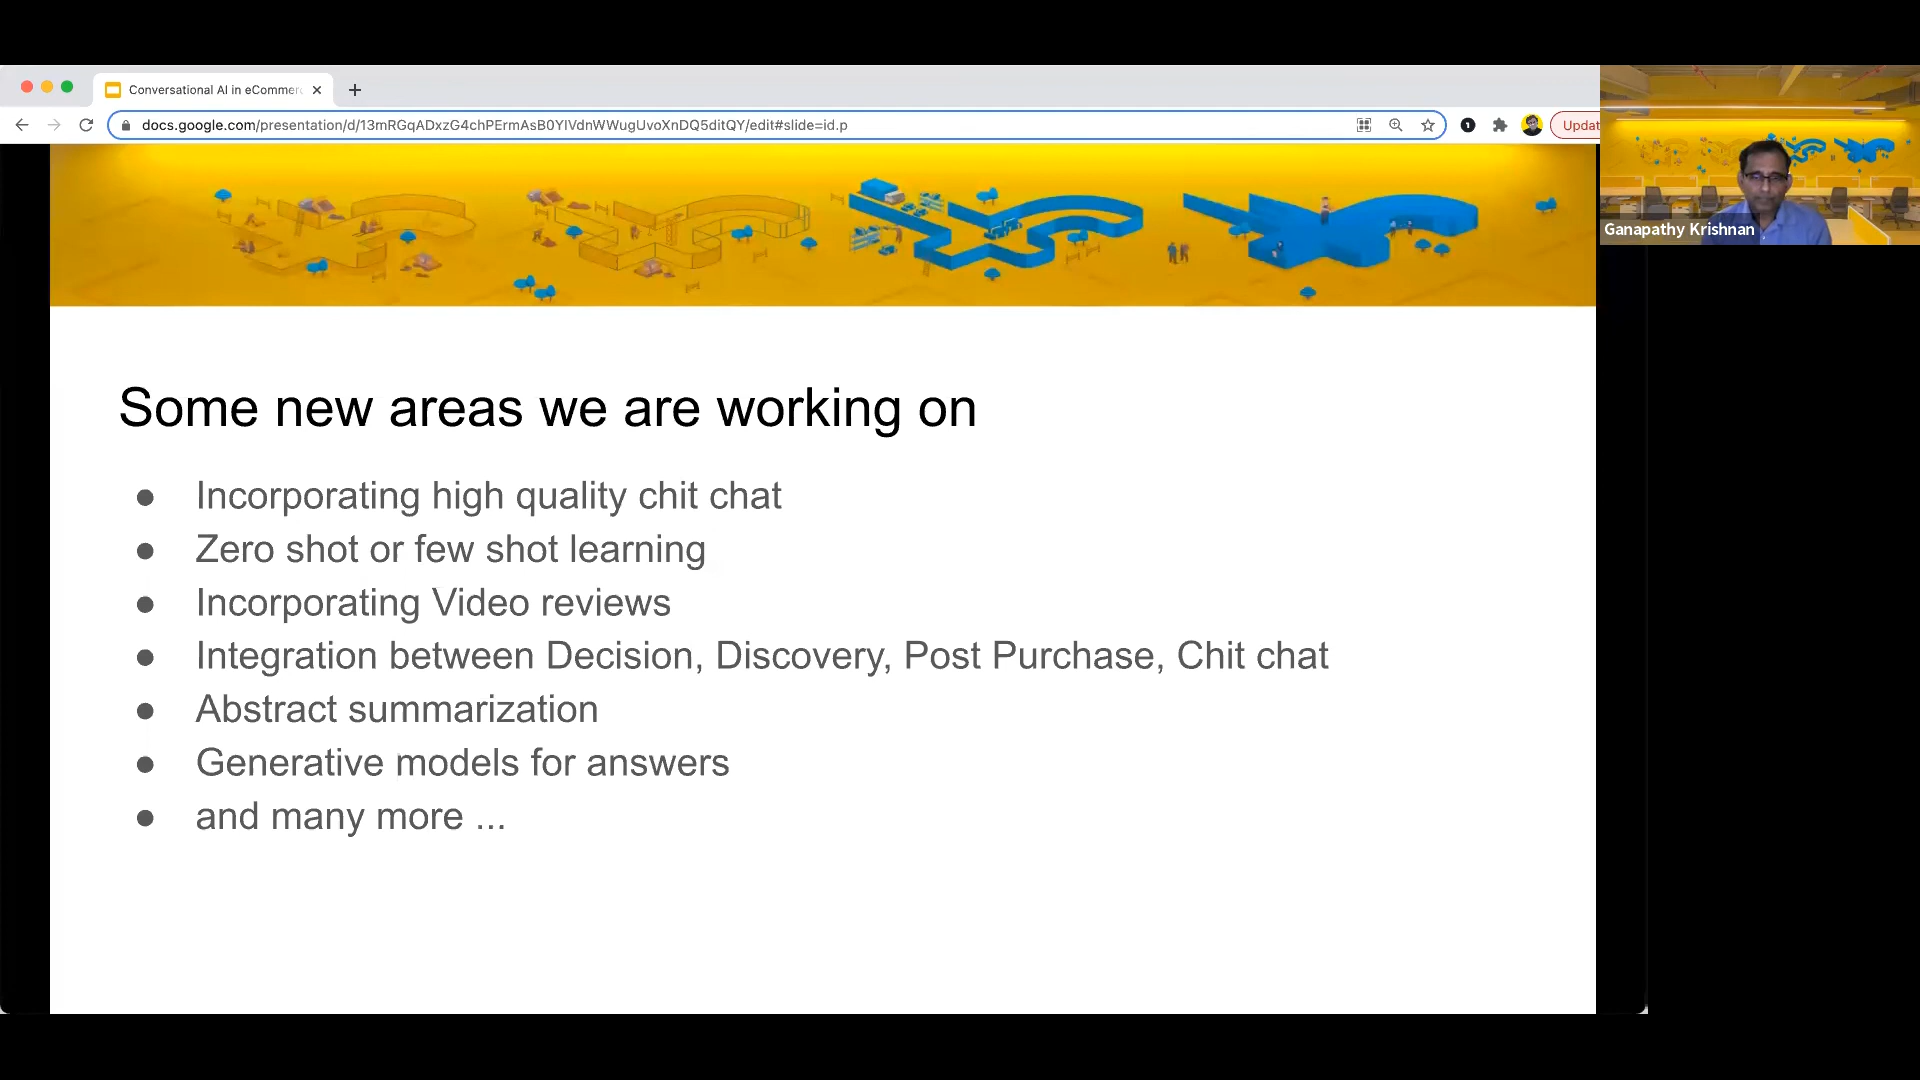 Conversational AI in eCommer
docs.google.com/presentation/d/13mRGqADxzG4chPErmAsB0YIVdnWWugUvoXnDQ5ditQY/edit#slide=id.p
Updat
Ganapathy Krishnan
Some new areas we are working on
● Incorporating high quality chit chat
● Zero shot or few shot learning
● Incorporating Video reviews
● Integration between Decision, Discovery, Post Purchase, Chit chat
● Abstract summarization
● Generative models for answers
● and many more ...